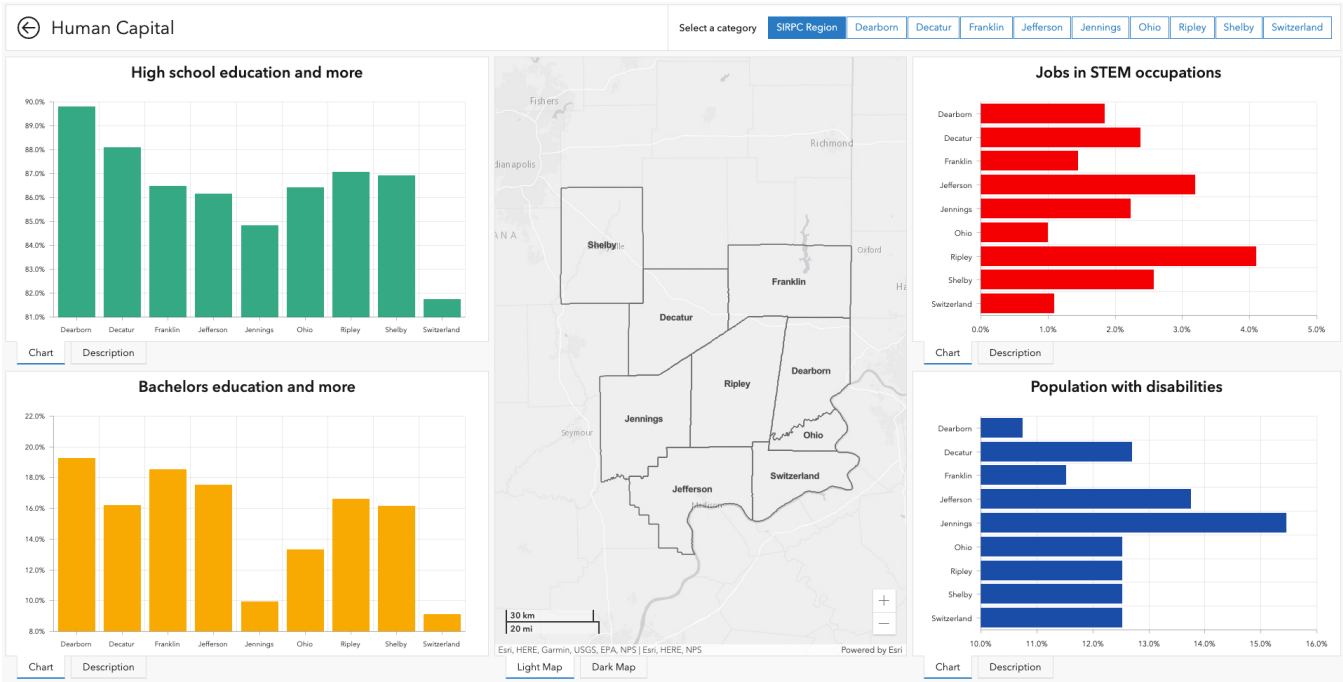 Human Capital
Select a category
SIRPC Region Dearborn Decatur Franklin Jefferson Jennings Ohio Ripley Shelby Switzerland
High school education and more
90.0%
89.0%
88.0%
87.0%
86.0%
85.0%
84.0%
83.0%
82.0%
81.0%
Dearborn Decatur Franklin Jefferson Jennings Ohio Ripley Shelby Switzerland
Chart Description
Bachelors education and more
22.0%
20.0%
18.0%
16.0%
14.0%
12.0%
10.0%
8.0%
Dearborn Decatur Franklin Jefferson Jennings Ohio Ripley Shelby Switzerland
Chart Description
Fishers
Richmond
dianapolis
ANA
Shelby
Oxford
Franklin
Decatur
Dearborn
Ripley
Jennings
Seymour
Ohio
Switzerland
Jefferson
30 km
20 mi
+
−
Esri, HERE, Garmin, USGS, EPA, NPS | Esri, HERE, NPS
Powered by Esri
Light Map Dark Map
Jobs in STEM occupations
Dearborn
Decatur
Franklin
Jefferson
Jennings
Ohio
Ripley
Shelby
Switzerland
0.0% 1.0% 2.0% 3.0% 4.0% 5.0%
Chart Description
Population with disabilities
Dearborn
Decatur
Franklin
Jefferson
Jennings
Ohio
Ripley
Shelby
Switzerland
10.0% 11.0% 12.0% 13.0% 14.0% 15.0% 16.0%
Chart Description